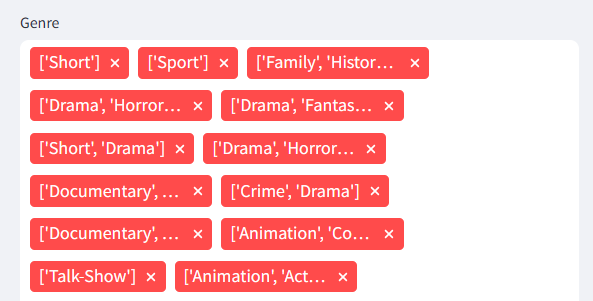 Genre
['Short'] × ['Sport'] × ['Family', 'Histor... ×
['Drama', 'Horror... × ['Drama', 'Fantas... ×
['Short', 'Drama'] × ['Drama', 'Horror... ×
['Documentary', ... × ['Crime', 'Drama'] ×
['Documentary', ... × ['Animation', 'Co... ×
['Talk-Show'] × ['Animation', 'Act... ×